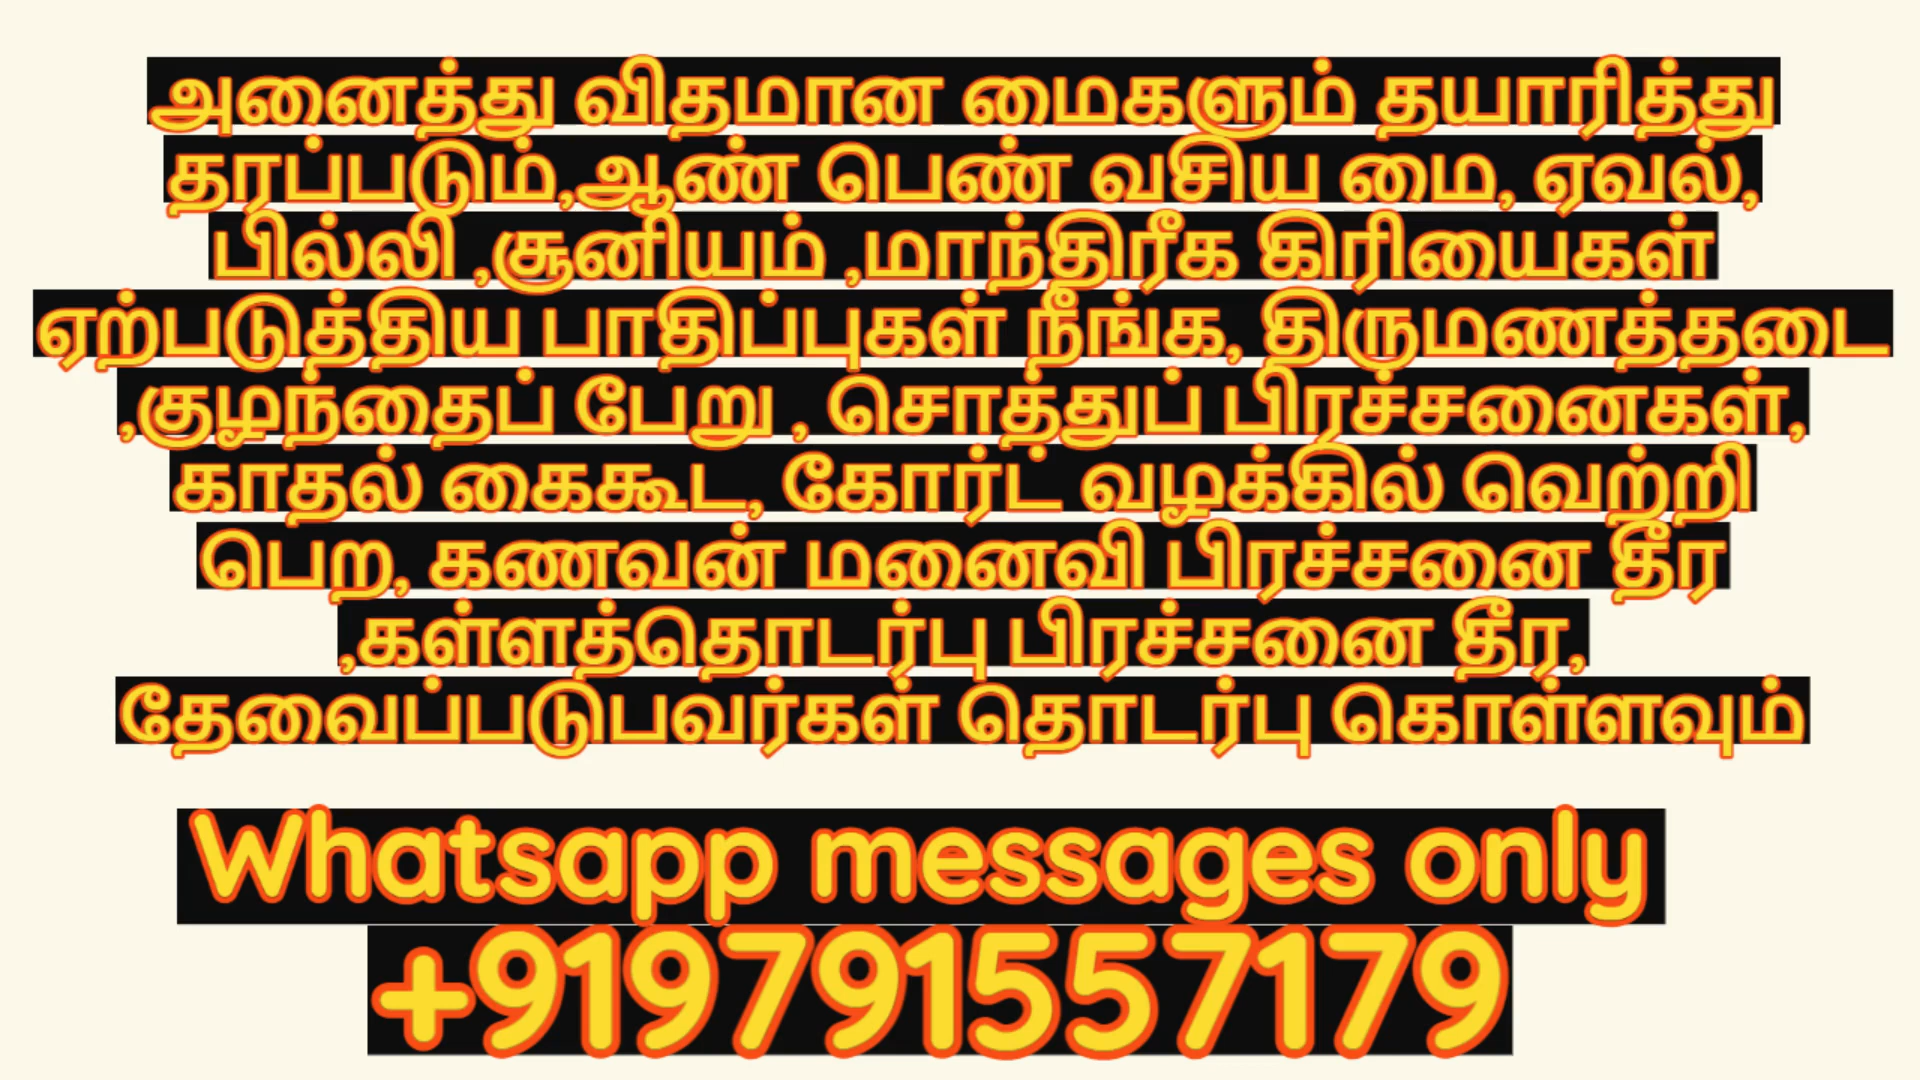 அனைத்து விதமான மைகளும் தயாரித்து
தரப்படும்,ஆண் பெண் வசிய மை, ஏவல்,
பில்லி ,சூனியம் ,மாந்திரீக கிரியைகள்
ஏற்படுத்திய பாதிப்புகள் நீங்க, திருமணத்தடை
,குழந்தைப் பேறு , சொத்துப் பிரச்சனைகள்,
காதல் கைகூட, கோர்ட் வழக்கில் வெற்றி
பெற, கணவன் மனைவி பிரச்சனை தீர
,கள்ளத்தொடர்பு பிரச்சனை தீர,
தேவைப்படுபவர்கள் தொடர்பு கொள்ளவும்
Whatsapp messages only
+919791557179